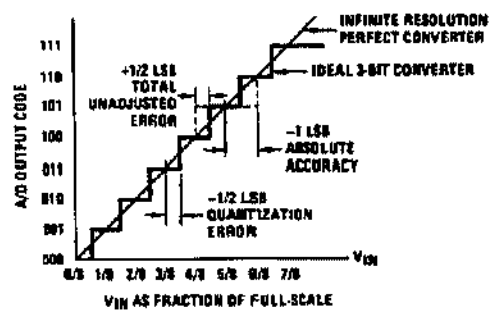 INFINITE RESOLUTION
PERFECT CONVERTER
IDEAL 3-BIT CONVERTER
+1/2 LSB
TOTAL
UNADJUSTED
ERROR
-1 LSB
ABSOLUTE
ACCURACY
-1/2 LSB
QUANTIZATION
ERROR
A/D OUTPUT CODE
111
110
101
100
011
010
001
000
0/8 1/8 2/8 3/8 4/8 5/8 6/8 7/8
VIN
VIN AS FRACTION OF FULL-SCALE